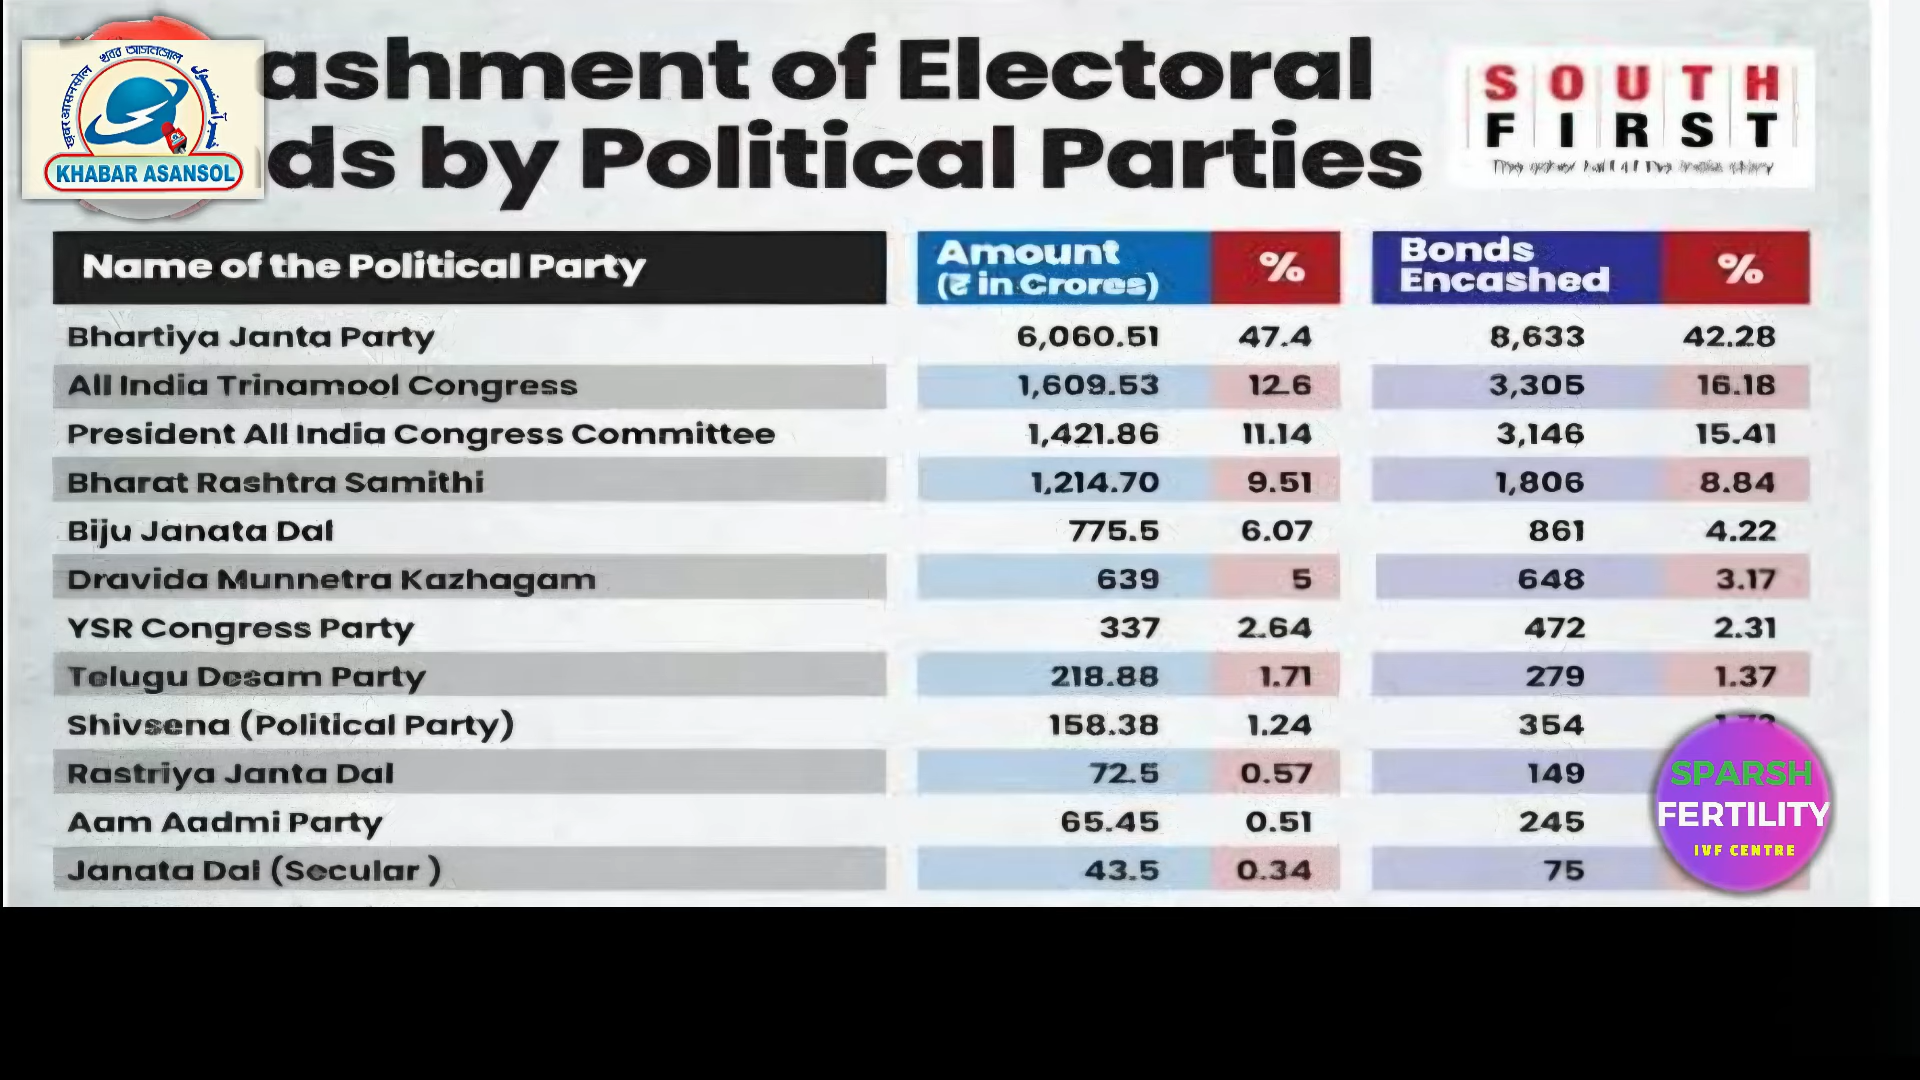 खबर आसनसोल খবর আসানসোল
KHABAR ASANSOL
ashment of Electoral
ds by Political Parties
SOUTH
FIRST
Name of the Political Party
Amount (₹ in Crores) % Bonds Encashed %
Bhartiya Janta Party 6,060.51 47.4 8,633 42.28
All India Trinamool Congress 1,609.53 12.6 3,305 16.18
President All India Congress Committee 1,421.86 11.14 3,146 15.41
Bharat Rashtra Samithi 1,214.70 9.51 1,806 8.84
Biju Janata Dal 775.5 6.07 861 4.22
Dravida Munnetra Kazhagam 639 5 648 3.17
YSR Congress Party 337 2.64 472 2.31
Telugu Desam Party 218.88 1.71 279 1.37
Shivsena (Political Party) 158.38 1.24 354
Rastriya Janta Dal 72.5 0.57 149
Aam Aadmi Party 65.45 0.51 245
Janata Dal (Secular ) 43.5 0.34 75
SPARSH
FERTILITY
IVF CENTRE